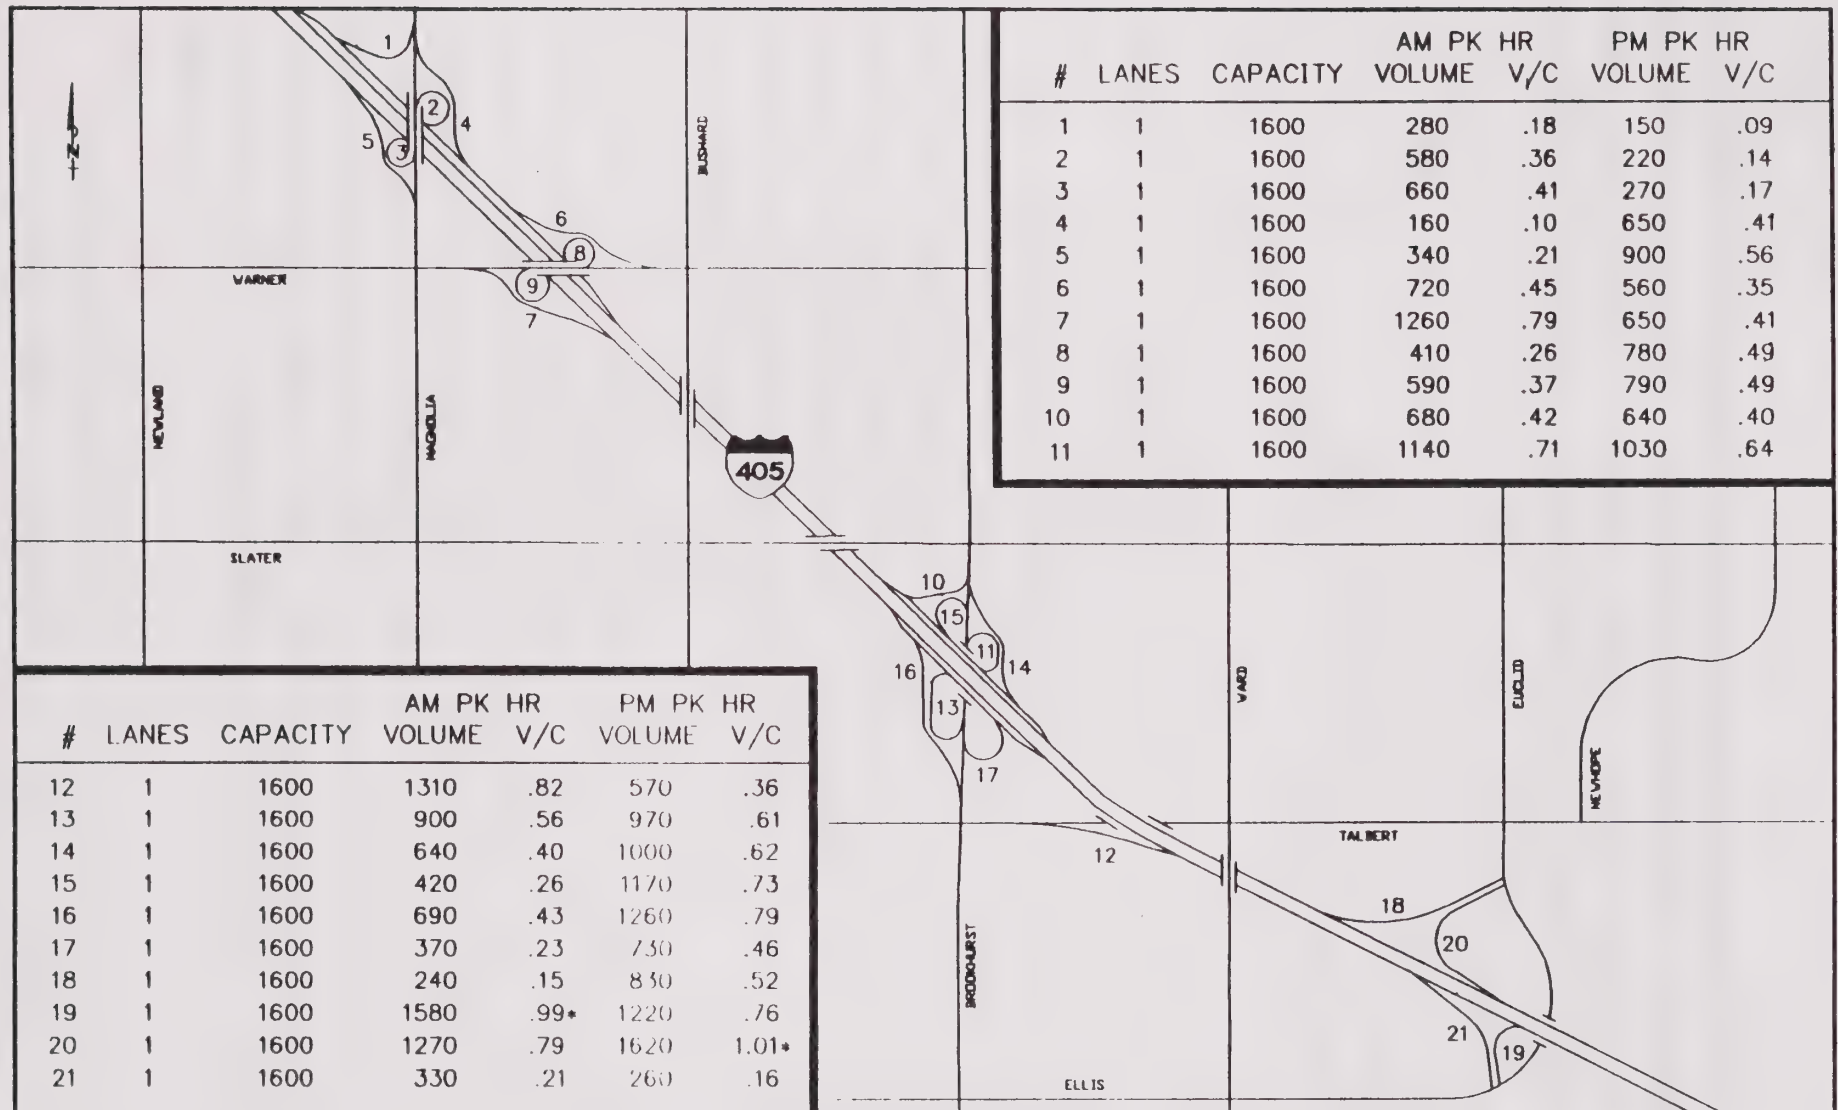 AM PK HR PM PK HR
# LANES CAPACITY VOLUME V/C VOLUME V/C
1 1 1600 280 .18 150 .09
2 1 1600 580 .36 220 .14
3 1 1600 660 .41 270 .17
4 1 1600 160 .10 650 .41
5 1 1600 340 .21 900 .56
6 1 1600 720 .45 560 .35
7 1 1600 1260 .79 650 .41
8 1 1600 410 .26 780 .49
9 1 1600 590 .37 790 .49
10 1 1600 680 .42 640 .40
11 1 1600 1140 .71 1030 .64
N
1
2
4
5
3
BUSHARD
6
8
WARNER
9
7
NEWLAND
MAGNOLIA
405
SLATER
10
15
11
16
14
13
17
WARD
EUCLID
NEWHOPE
TALBERT
12
18
20
BROOKHURST
21
19
ELLIS
AM PK HR PM PK HR
# LANES CAPACITY VOLUME V/C VOLUME V/C
12 1 1600 1310 .82 570 .36
13 1 1600 900 .56 970 .61
14 1 1600 640 .40 1000 .62
15 1 1600 420 .26 1170 .73
16 1 1600 690 .43 1260 .79
17 1 1600 370 .23 730 .46
18 1 1600 240 .15 830 .52
19 1 1600 1580 .99* 1220 .76
20 1 1600 1270 .79 1620 1.01*
21 1 1600 330 .21 260 .16